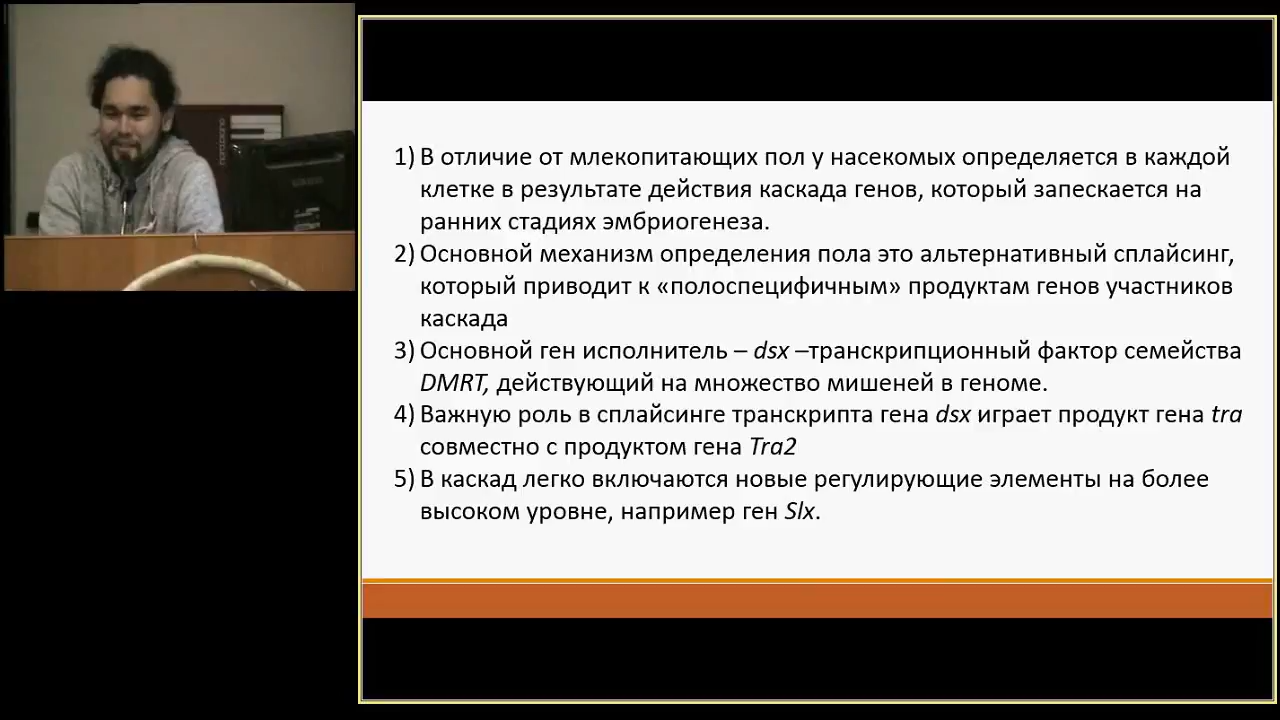 1) В отличие от млекопитающих пол у насекомых определяется в каждой
клетке в результате действия каскада генов, который запескается на
ранних стадиях эмбриогенеза.
2) Основной механизм определения пола это альтернативный сплайсинг,
который приводит к «полоспецифичным» продуктам генов участников
каскада
3) Основной ген исполнитель – dsx –транскрипционный фактор семейства
DMRT, действующий на множество мишеней в геноме.
4) Важную роль в сплайсинге транскрипта гена dsx играет продукт гена tra
совместно с продуктом гена Tra2
5) В каскад легко включаются новые регулирующие элементы на более
высоком уровне, например ген Slx.